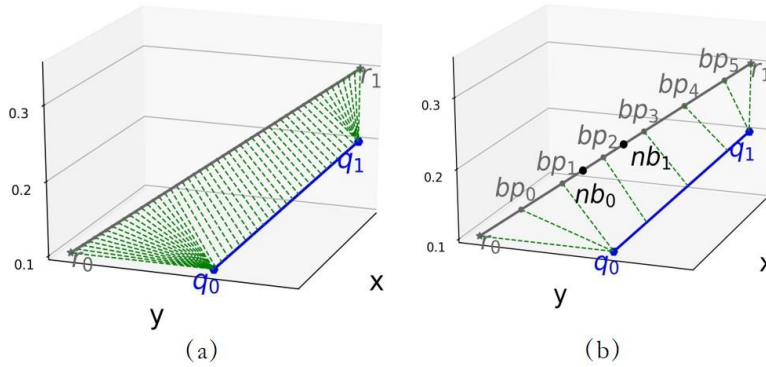 0.3
0.2
0.1
r₀
r₁
q₀
q₁
y
x
(a)
0.3
0.2
0.1
r₀
bp₀
bp₁
bp₂
bp₃
bp₄
bp₅
r₁
nb₀
nb₁
q₀
q₁
y
x
(b)